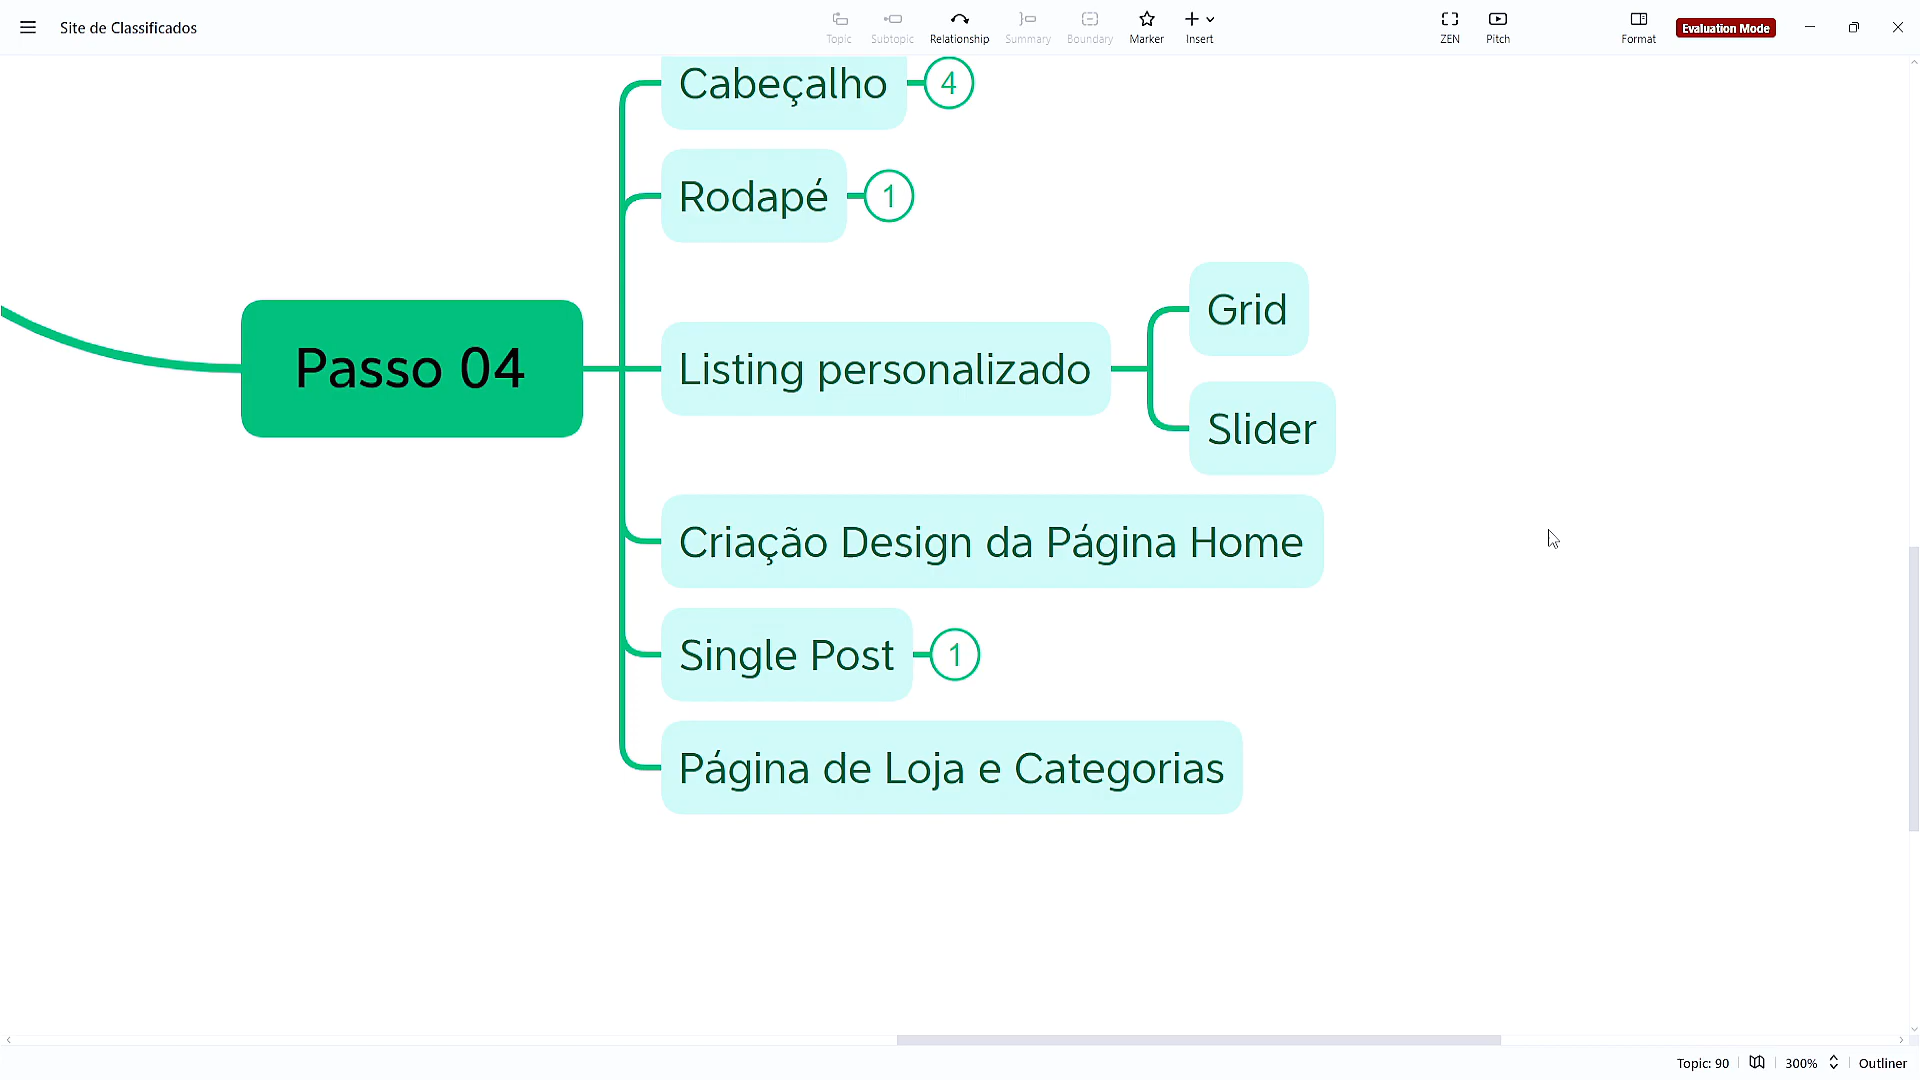 Site de Classificados
Topic
Subtopic
Relationship
Summary
Boundary
Marker
Insert
ZEN
Pitch
Format
Evaluation Mode
Cabeçalho
4
Rodapé
1
Passo 04
Listing personalizado
Grid
Slider
Criação Design da Página Home
Single Post
1
Página de Loja e Categorias
Topic: 90
300%
Outliner